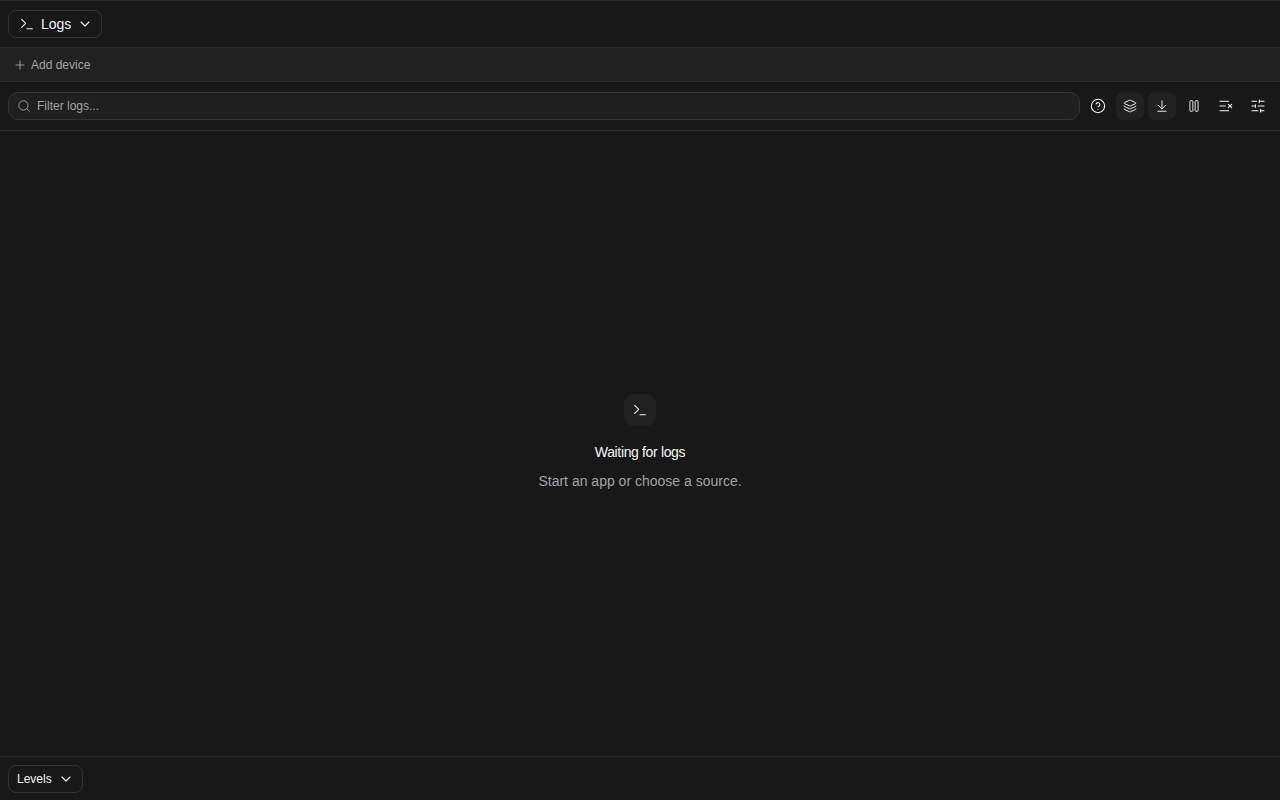 Logs
Add device
Filter logs...
Waiting for logs
Start an app or choose a source.
Levels